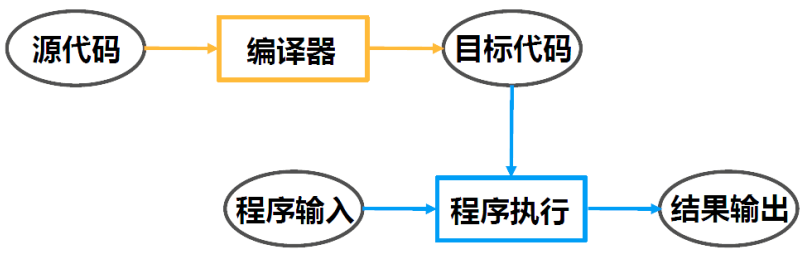 源代码
编译器
目标代码
程序输入
程序执行
结果输出